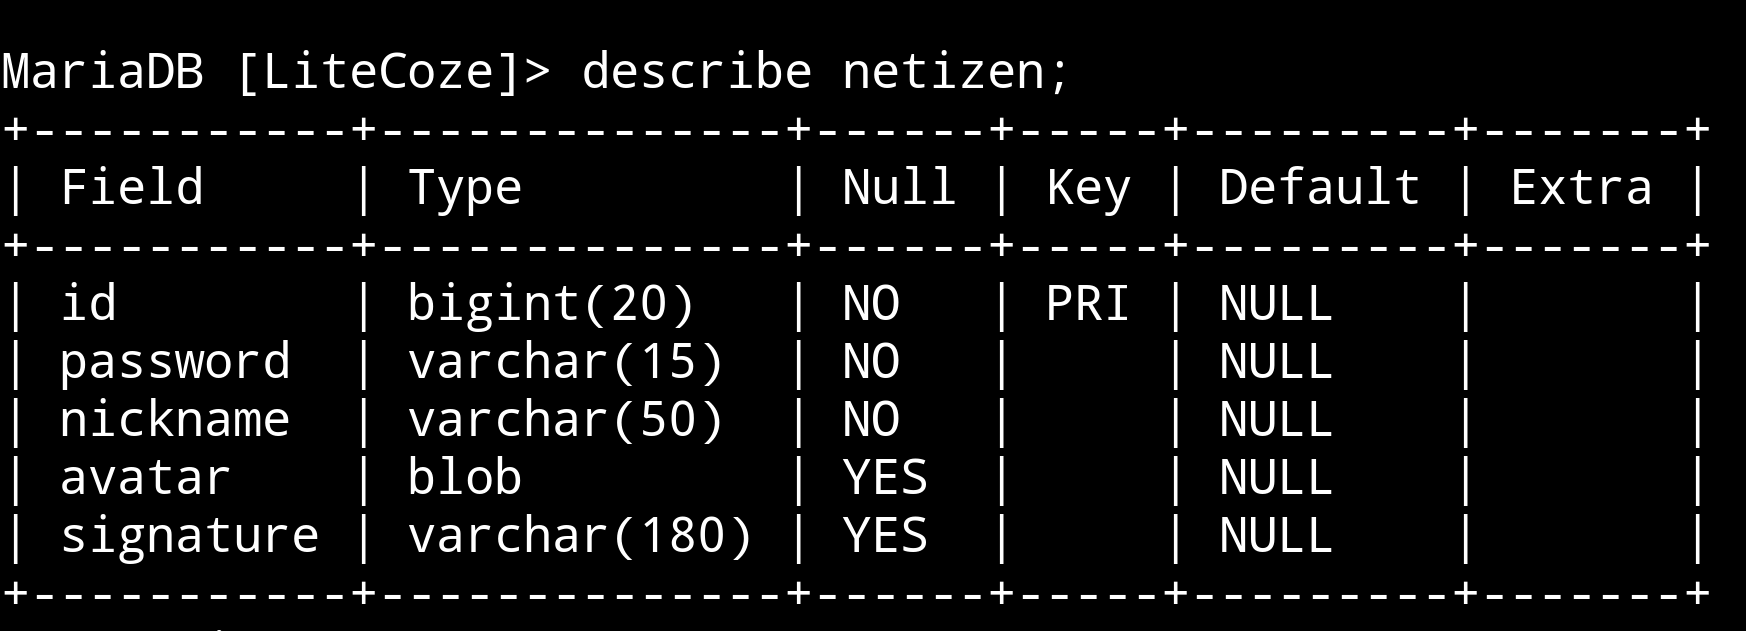 MariaDB [LiteCoze]> describe netizen;
+-----------+--------------+------+-----+---------+-------+
| Field     | Type         | Null | Key | Default | Extra |
+-----------+--------------+------+-----+---------+-------+
| id        | bigint(20)   | NO   | PRI | NULL    |       |
| password  | varchar(15)  | NO   |     | NULL    |       |
| nickname  | varchar(50)  | NO   |     | NULL    |       |
| avatar    | blob         | YES  |     | NULL    |       |
| signature | varchar(180) | YES  |     | NULL    |       |
+-----------+--------------+------+-----+---------+-------+